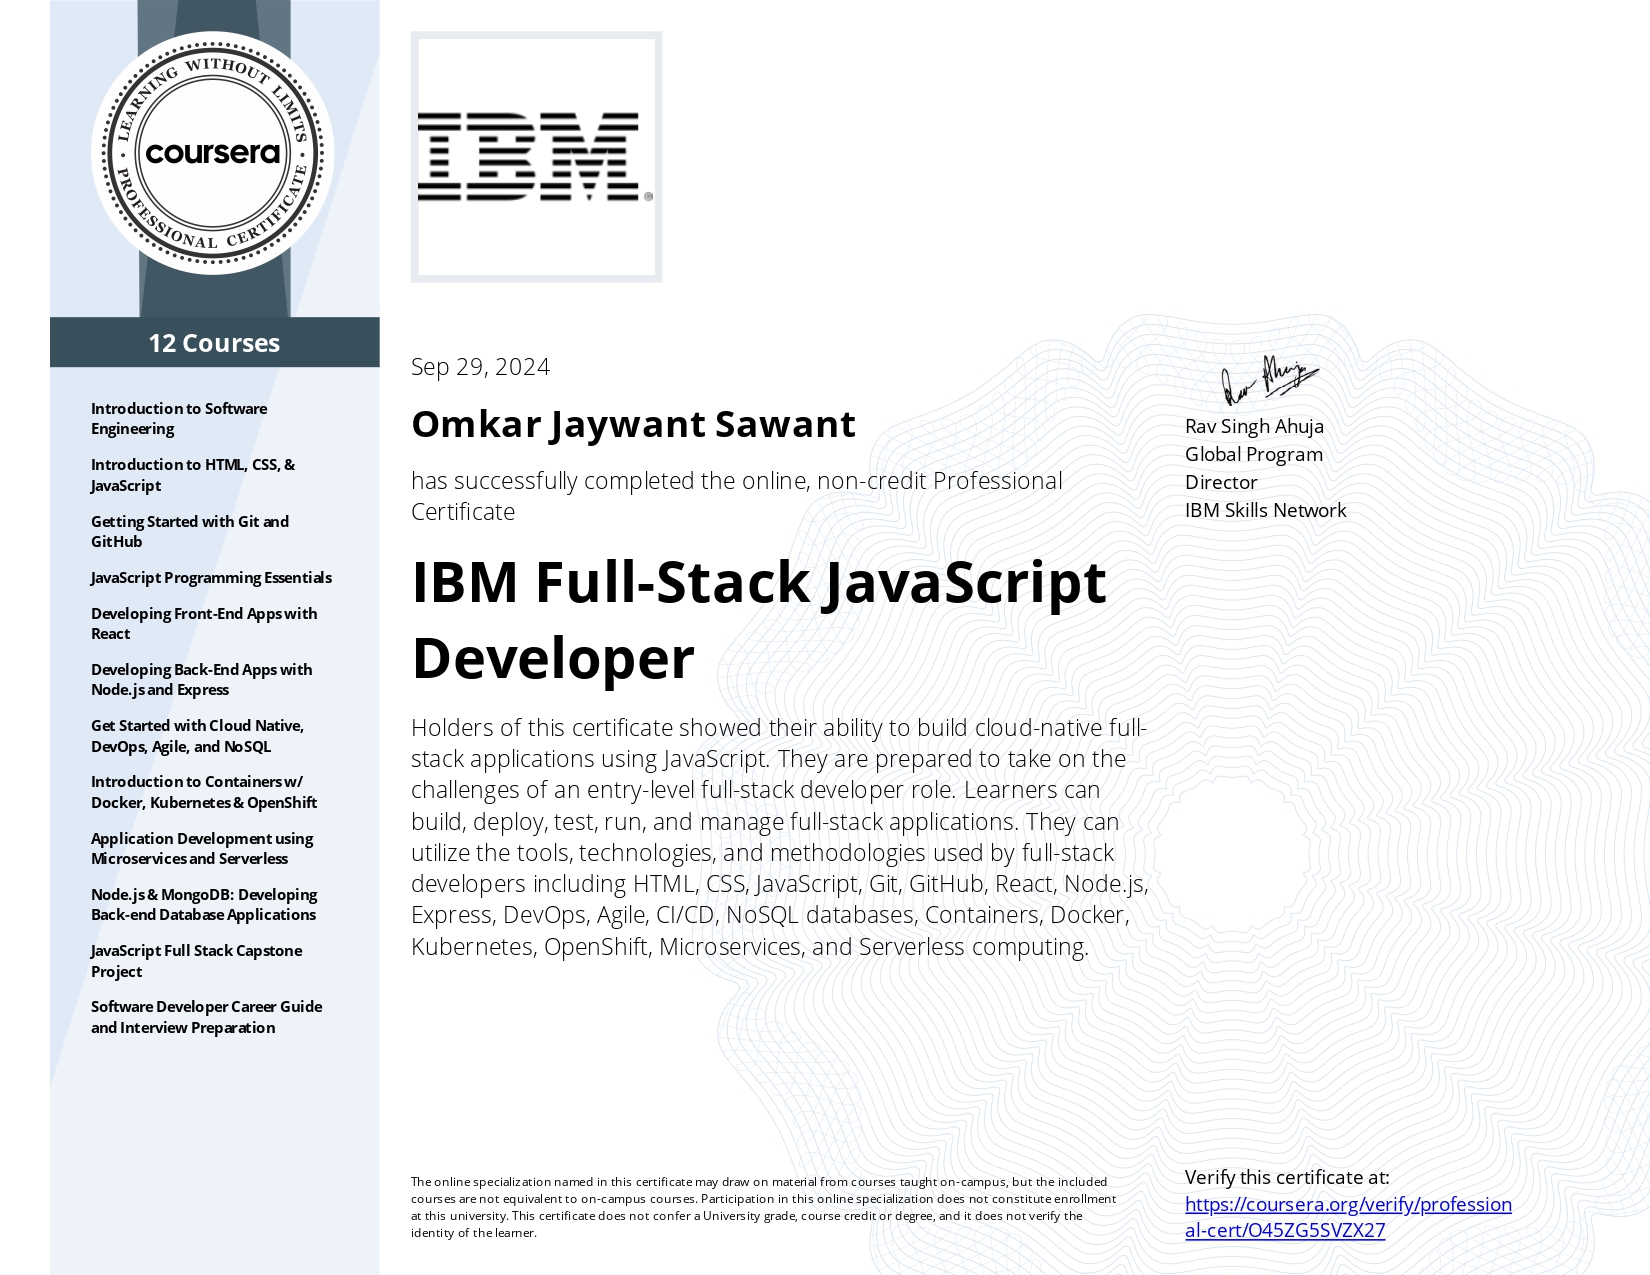 LEARNING WITHOUT LIMITS
coursera
PROFESSIONAL CERTIFICATE
12 Courses
Introduction to Software
Engineering
Introduction to HTML, CSS, &
JavaScript
Getting Started with Git and
GitHub
JavaScript Programming Essentials
Developing Front-End Apps with
React
Developing Back-End Apps with
Node.js and Express
Get Started with Cloud Native,
DevOps, Agile, and NoSQL
Introduction to Containers w/
Docker, Kubernetes & OpenShift
Application Development using
Microservices and Serverless
Node.js & MongoDB: Developing
Back-end Database Applications
JavaScript Full Stack Capstone
Project
Software Developer Career Guide
and Interview Preparation
IBM®
Sep 29, 2024
Omkar Jaywant Sawant
has successfully completed the online, non-credit Professional
Certificate
IBM Full-Stack JavaScript
Developer
Holders of this certificate showed their ability to build cloud-native full-
stack applications using JavaScript. They are prepared to take on the
challenges of an entry-level full-stack developer role. Learners can
build, deploy, test, run, and manage full-stack applications. They can
utilize the tools, technologies, and methodologies used by full-stack
developers including HTML, CSS, JavaScript, Git, GitHub, React, Node.js,
Express, DevOps, Agile, CI/CD, NoSQL databases, Containers, Docker,
Kubernetes, OpenShift, Microservices, and Serverless computing.
Rav Ahuja
Rav Singh Ahuja
Global Program
Director
IBM Skills Network
The online specialization named in this certificate may draw on material from courses taught on-campus, but the included
courses are not equivalent to on-campus courses. Participation in this online specialization does not constitute enrollment
at this university. This certificate does not confer a University grade, course credit or degree, and it does not verify the
identity of the learner.
Verify this certificate at:
https://coursera.org/verify/profession
al-cert/O45ZG5SVZX27